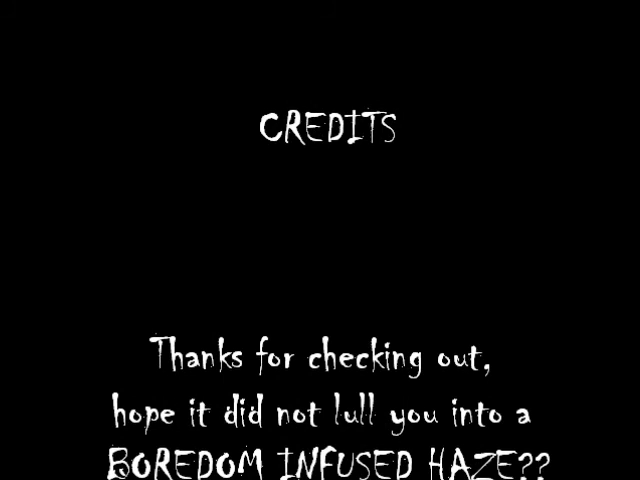 CREDITS
Thanks for checking out,
hope it did not lull you into a
BOREDOM INFUSED HAZE??